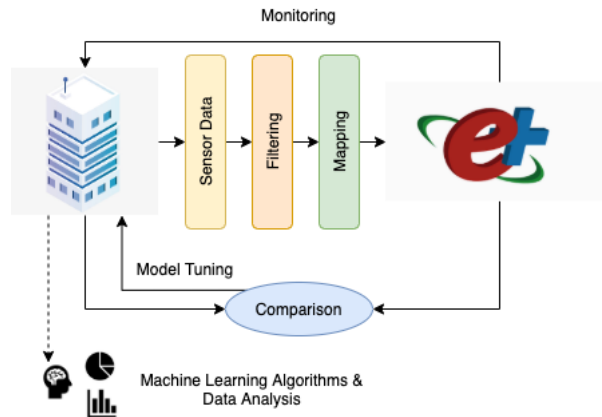 Monitoring
Sensor Data
Filtering
Mapping
e+
Model Tuning
Comparison
Machine Learning Algorithms &
Data Analysis